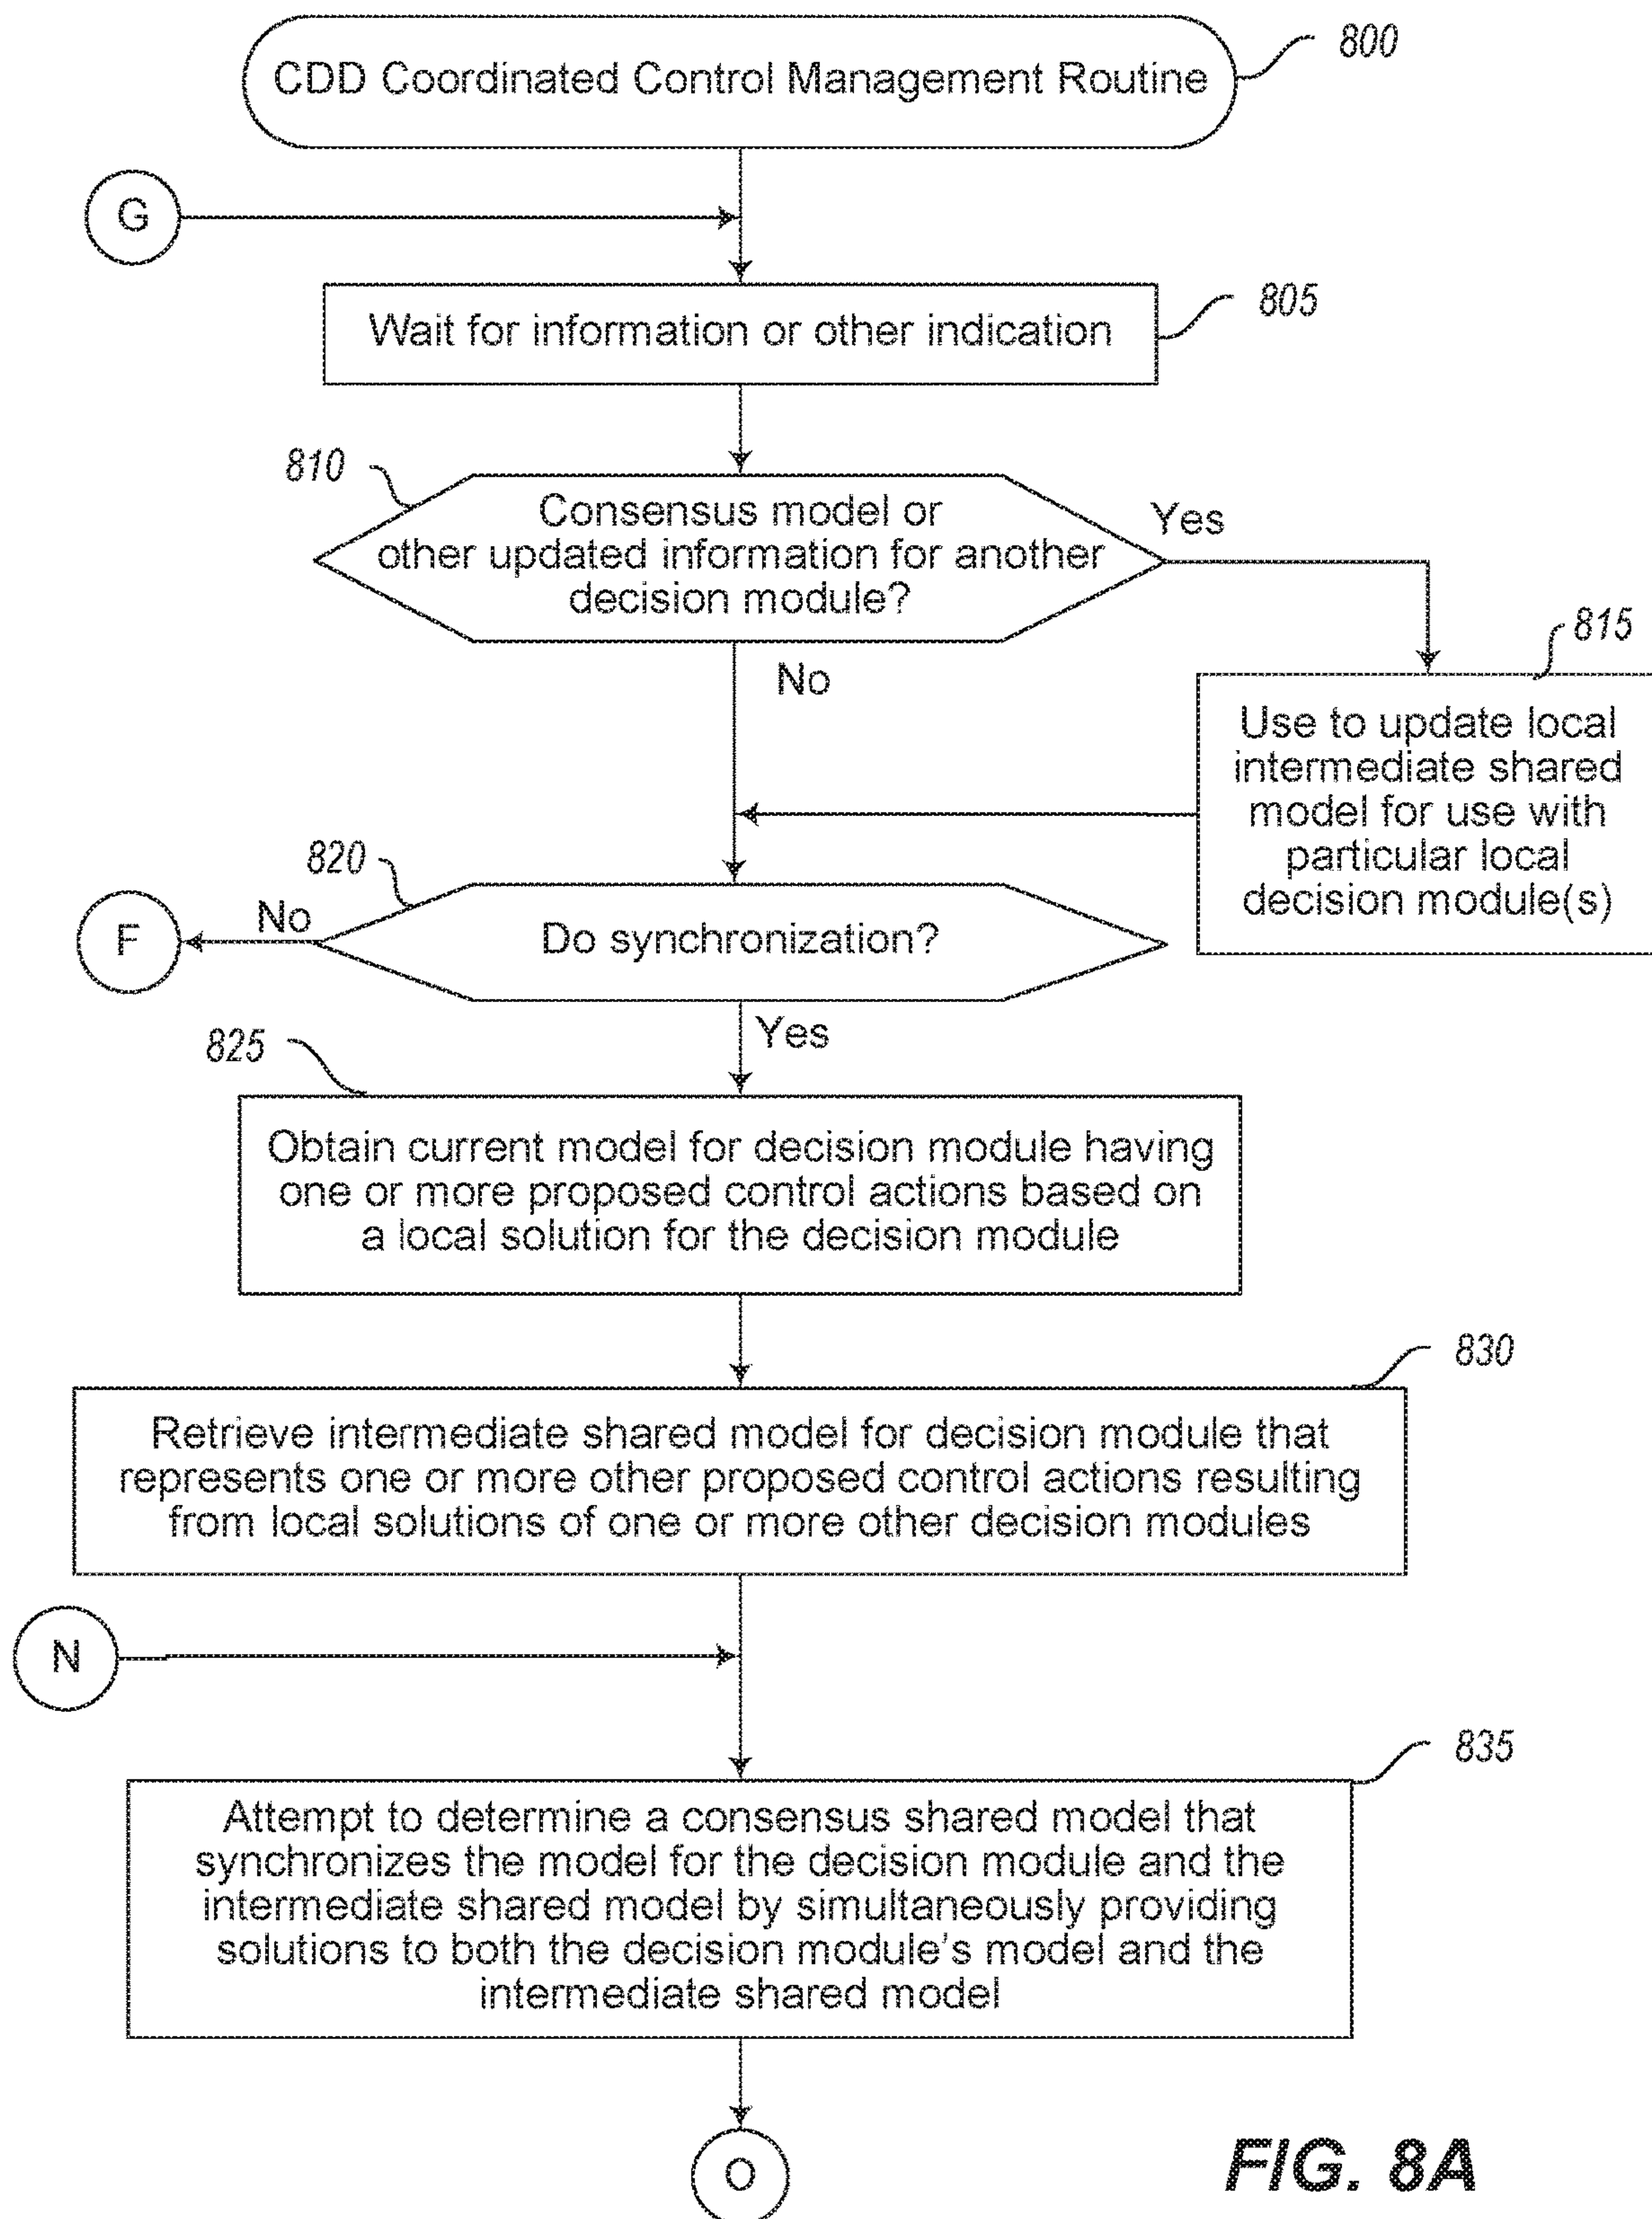 CDD Coordinated Control Management Routine
800
G
Wait for information or other indication
805
810
Consensus model or
other updated information for another
decision module?
Yes
No
815
Use to update local
intermediate shared
model for use with
particular local
decision module(s)
820
Do synchronization?
No
F
Yes
825
Obtain current model for decision module having
one or more proposed control actions based on
a local solution for the decision module
830
Retrieve intermediate shared model for decision module that
represents one or more other proposed control actions resulting
from local solutions of one or more other decision modules
N
835
Attempt to determine a consensus shared model that
synchronizes the model for the decision module and the
intermediate shared model by simultaneously providing
solutions to both the decision module's model and the
intermediate shared model
O
FIG. 8A